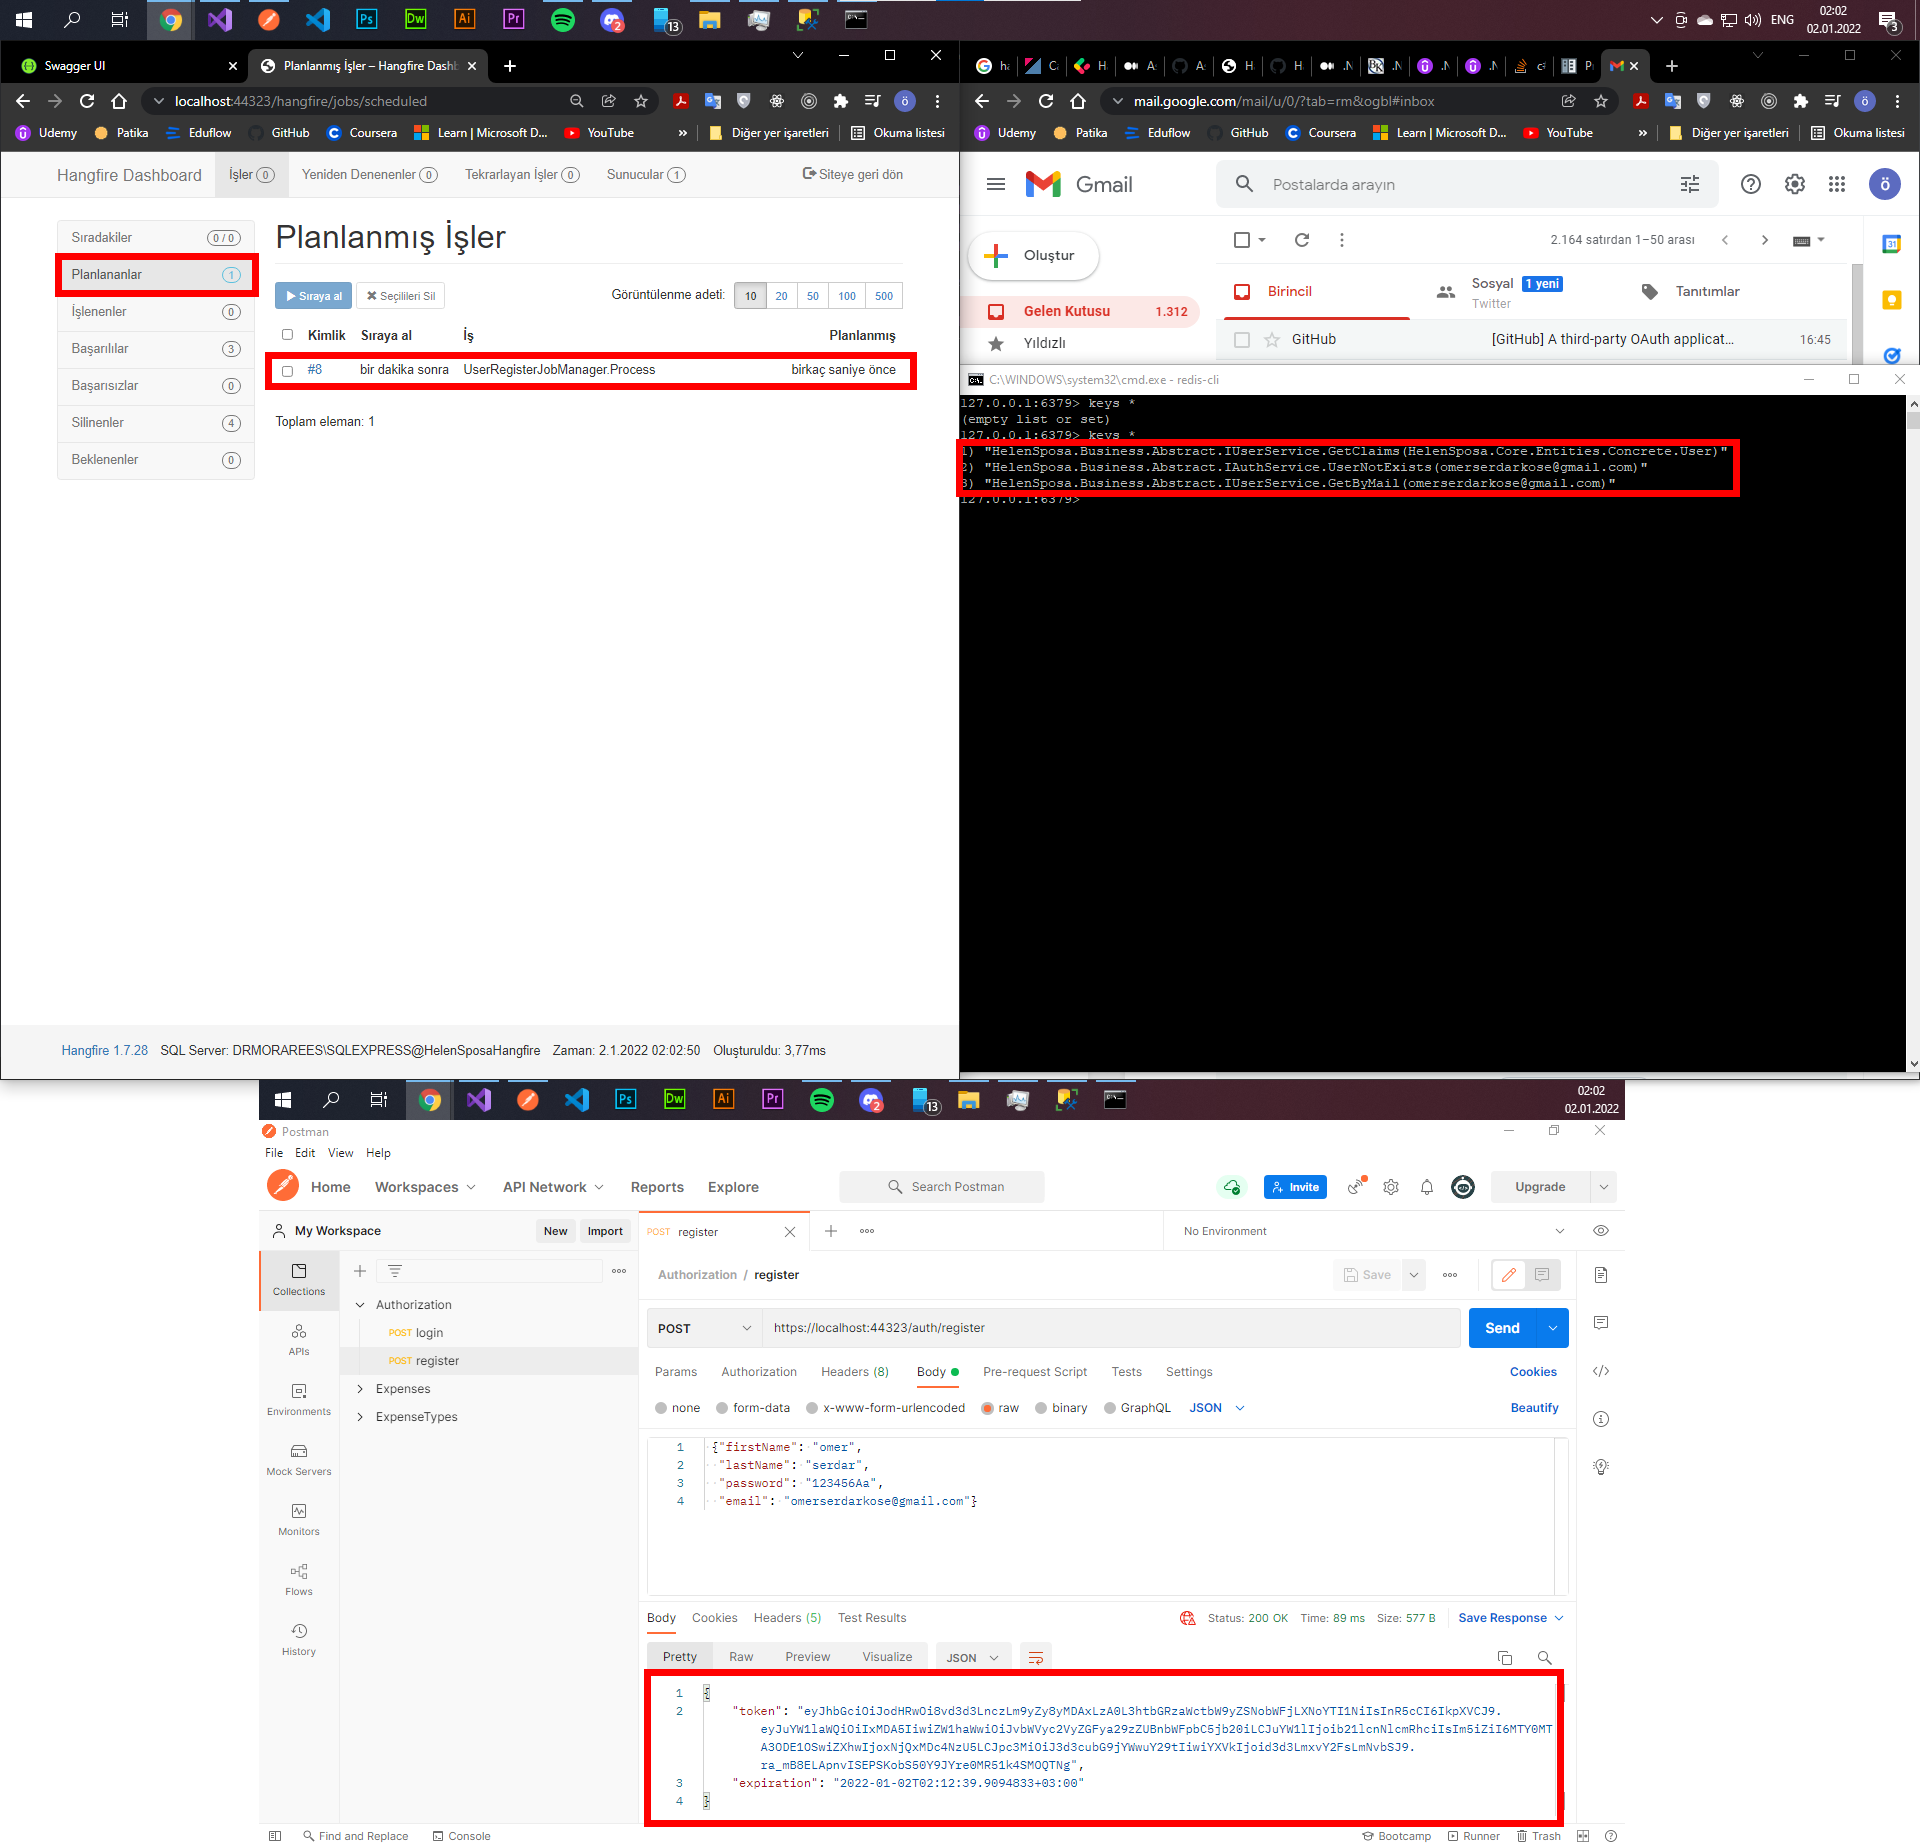 02:02
ENG
02.01.2022
Swagger UI
Planlanmış İşler – Hangfire Dashb
localhost:44323/hangfire/jobs/scheduled
Udemy Patika Eduflow GitHub Coursera Learn | Microsoft D... YouTube » Diğer yer işaretleri Okuma listesi
Hangfire Dashboard İşler 0 Yeniden Denenenler 0 Tekrarlayan İşler 0 Sunucular 1 Siteye geri dön
Sıradakiler 0 / 0
Planlananlar 1
İşlenenler 0
Başarılılar 3
Başarısızlar 0
Silinenler 4
Beklenenler 0
Planlanmış İşler
Sıraya al Seçilileri Sil Görüntülenme adeti: 10 20 50 100 500
Kimlik Sıraya al İş Planlanmış
#8 bir dakika sonra UserRegisterJobManager.Process birkaç saniye önce
Toplam eleman: 1
Hangfire 1.7.28 SQL Server: DRMORAREES\SQLEXPRESS@HelenSposaHangfire Zaman: 2.1.2022 02:02:50 Oluşturuldu: 3,77ms
mail.google.com/mail/u/0/?tab=rm&ogbl#inbox
Udemy Patika Eduflow GitHub Coursera Learn | Microsoft D... YouTube » Diğer yer işaretleri Okuma listesi
Gmail
Postalarda arayın
Oluştur
2.164 satırdan 1–50 arası
Gelen Kutusu 1.312
Yıldızlı
Birincil
Sosyal 1 yeni
Twitter
Tanıtımlar
GitHub [GitHub] A third-party OAuth applicat... 16:45
C:\WINDOWS\system32\cmd.exe - redis-cli
127.0.0.1:6379> keys *
(empty list or set)
127.0.0.1:6379> keys *
1) "HelenSposa.Business.Abstract.IUserService.GetClaims(HelenSposa.Core.Entities.Concrete.User)"
2) "HelenSposa.Business.Abstract.IAuthService.UserNotExists(omerserdarkose@gmail.com)"
3) "HelenSposa.Business.Abstract.IUserService.GetByMail(omerserdarkose@gmail.com)"
127.0.0.1:6379>
02:02
02.01.2022
Postman
File Edit View Help
Home Workspaces API Network Reports Explore Search Postman Invite Upgrade
My Workspace New Import
POST register
No Environment
Collections
APIs
Environments
Mock Servers
Monitors
Flows
History
Authorization
POST login
POST register
Expenses
ExpenseTypes
Authorization / register Save
POST https://localhost:44323/auth/register Send
Params Authorization Headers (8) Body Pre-request Script Tests Settings Cookies
none form-data x-www-form-urlencoded raw binary GraphQL JSON Beautify
1 {"firstName": "omer",
2 "lastName": "serdar",
3 "password": "123456Aa",
4 "email": "omerserdarkose@gmail.com"}
Body Cookies Headers (5) Test Results Status: 200 OK Time: 89 ms Size: 577 B Save Response
Pretty Raw Preview Visualize JSON
1 {
2 "token": "eyJhbGciOiJodHRwOi8vd3d3LnczLm9yZy8yMDAxLzA0L3htbGRzaWctbW9yZSNobWFjLXNoYTI1NiIsInR5cCI6IkpXVCJ9.
eyJuYW1laWQiOiIxMDA5IiwiZW1haWwiOiJvbWVyc2VyZGFya29zZUBnbWFpbC5jb20iLCJuYW1lIjoib21lcnNlcmRhciIsIm5iZiI6MTY0MT
A3ODE1OSwiZXhwIjoxNjQxMDc4NzU5LCJpc3MiOiJ3d3cubG9jYWwuY29tIiwiYXVkIjoid3d3LmxvY2FsLmNvbSJ9.
ra_mB8ELApnvISEPSKobS50Y9JYre0MR51k4SMOQTNg",
3 "expiration": "2022-01-02T02:12:39.9094833+03:00"
4 }
Find and Replace Console Bootcamp Runner Trash